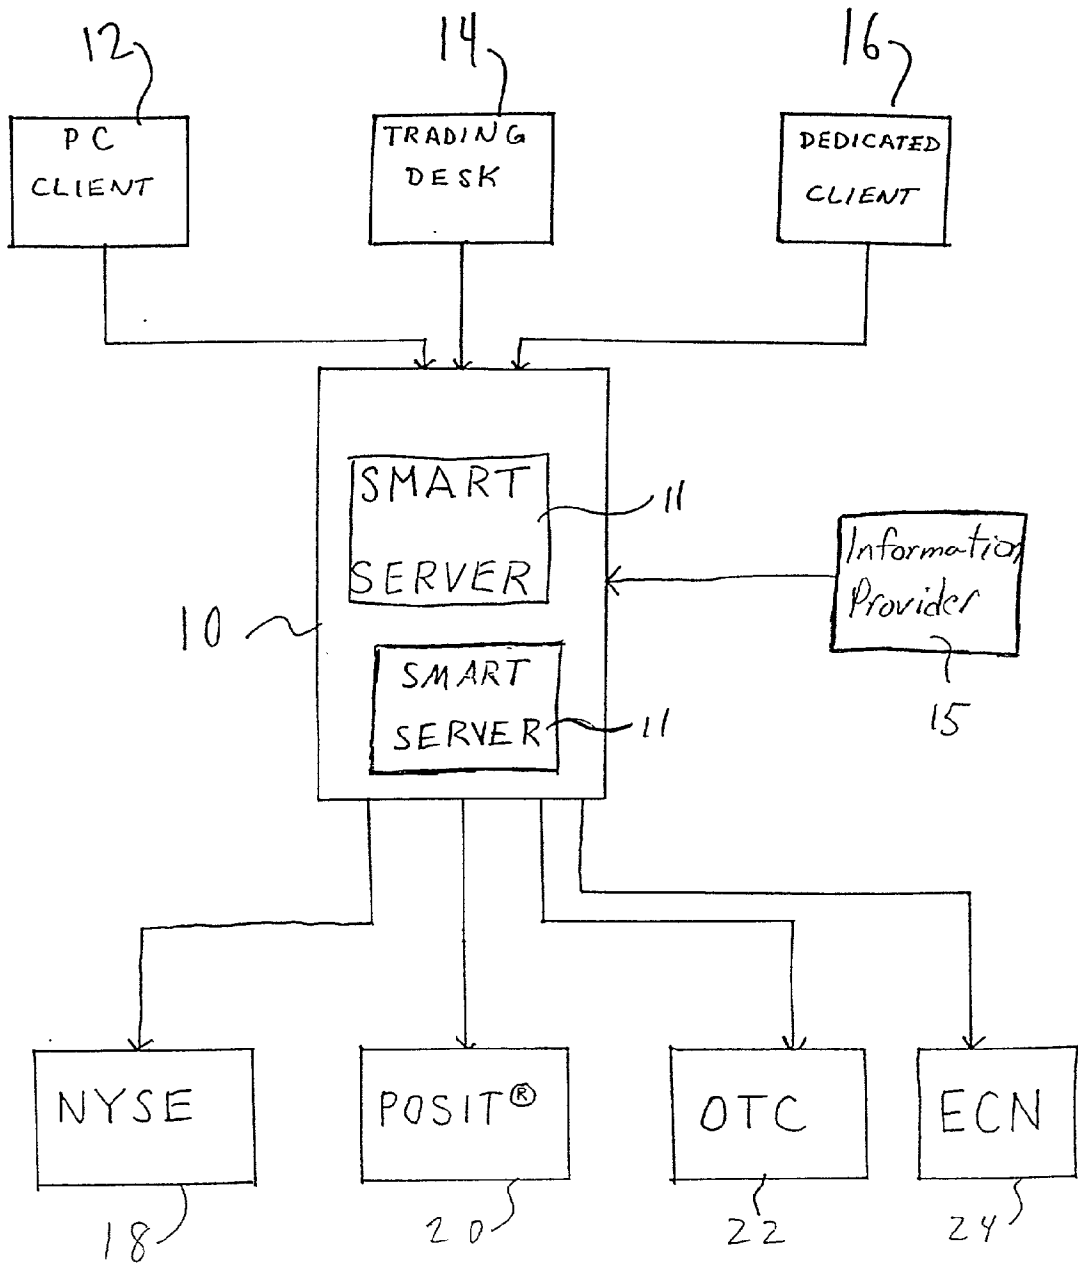 12
14
16
PC
CLIENT
TRADING
DESK
DEDICATED
CLIENT
SMART
SERVER
11
Information
Provider
15
10
SMART
SERVER
11
NYSE
POSIT®
OTC
ECN
18
20
22
24